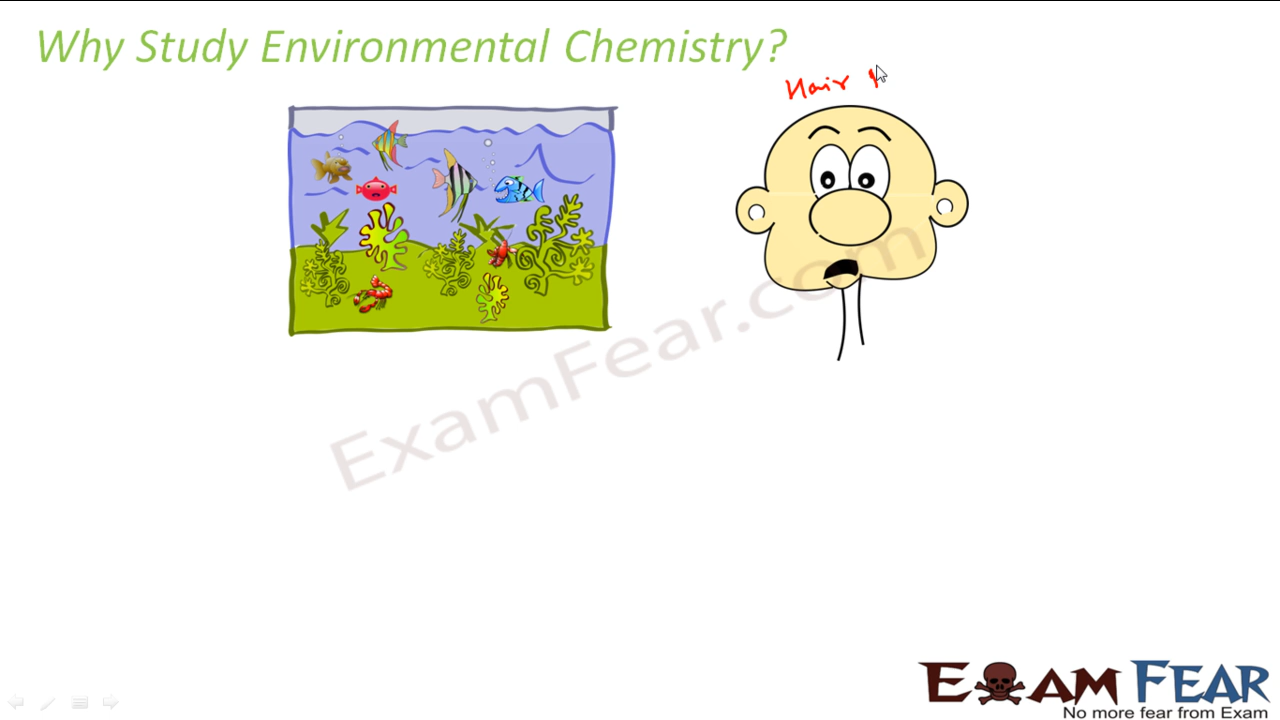 Why Study Environmental Chemistry?
Hair
ExamFear.com
EXAM FEAR
No more fear from Exam